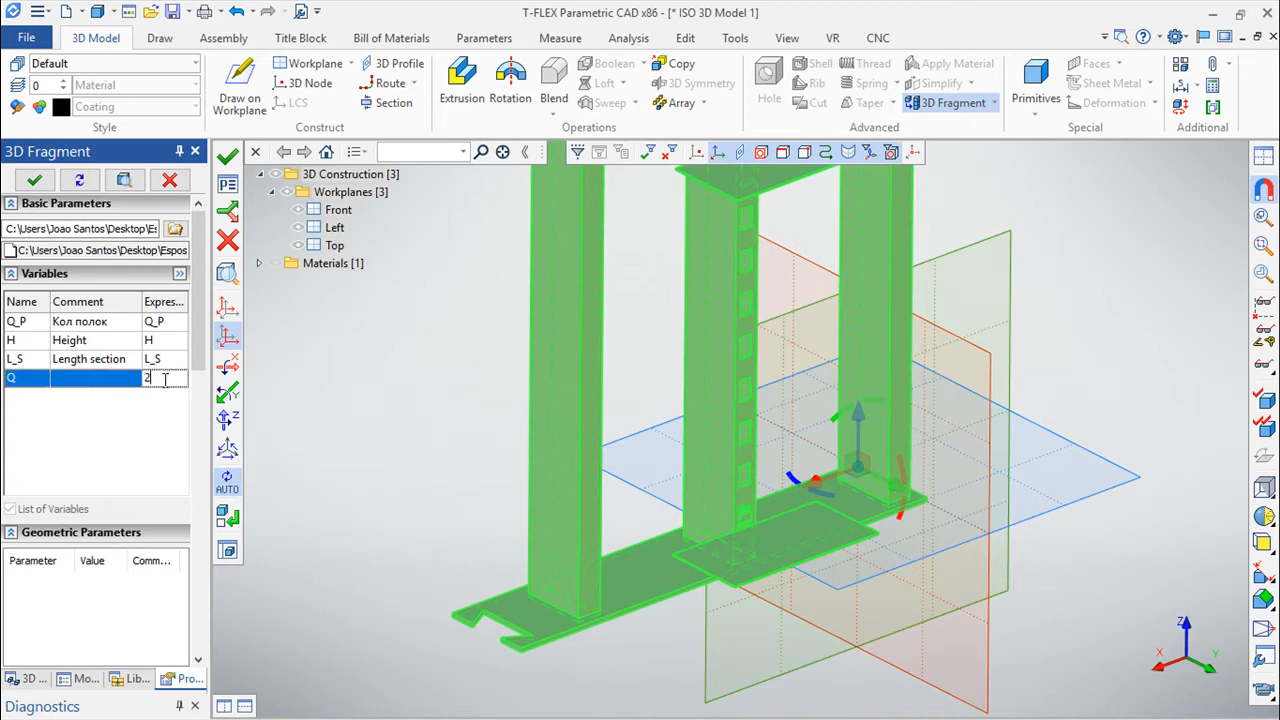 T-FLEX Parametric CAD x86 - [* ISO 3D Model 1]
File
3D Model
Draw
Assembly
Title Block
Bill of Materials
Parameters
Measure
Analysis
Edit
Tools
View
VR
CNC
Default
0
Material
Coating
Style
Draw on Workplane
Workplane
3D Node
LCS
3D Profile
Route
Section
Construct
Extrusion
Rotation
Blend
Boolean
Loft
Sweep
Copy
3D Symmetry
Array
Operations
Hole
Shell
Rib
Cut
Thread
Spring
Taper
Apply Material
Simplify
3D Fragment
Advanced
Primitives
Faces
Sheet Metal
Deformation
Special
Additional
3D Fragment
Basic Parameters
C:\Users\Joao Santos\Desktop\Es
C:\Users\Joao Santos\Desktop\Espos
Variables
Name Comment Expres...
Q_P Кол полок Q_P
H Height H
L_S Length section L_S
Q 2
List of Variables
Geometric Parameters
Parameter Value Comm...
3D ...
Mo...
Lib...
Pro...
Diagnostics
AUTO
3D Construction [3]
Workplanes [3]
Front
Left
Top
Materials [1]
Z
X
Y